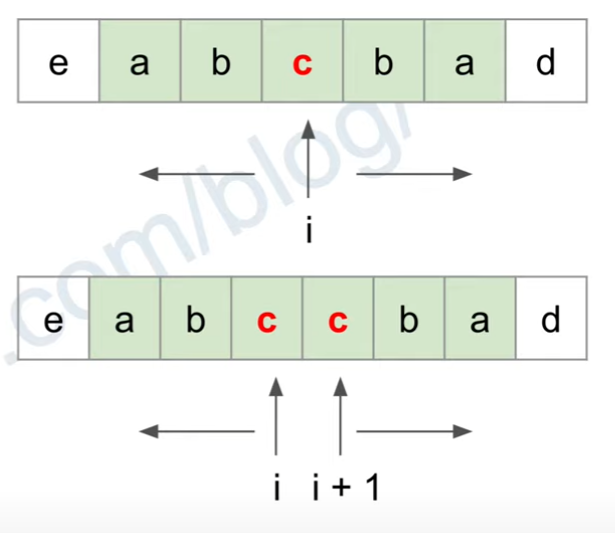 e a b c b a d
i
.com/blog/
e a b c c b a d
i i + 1